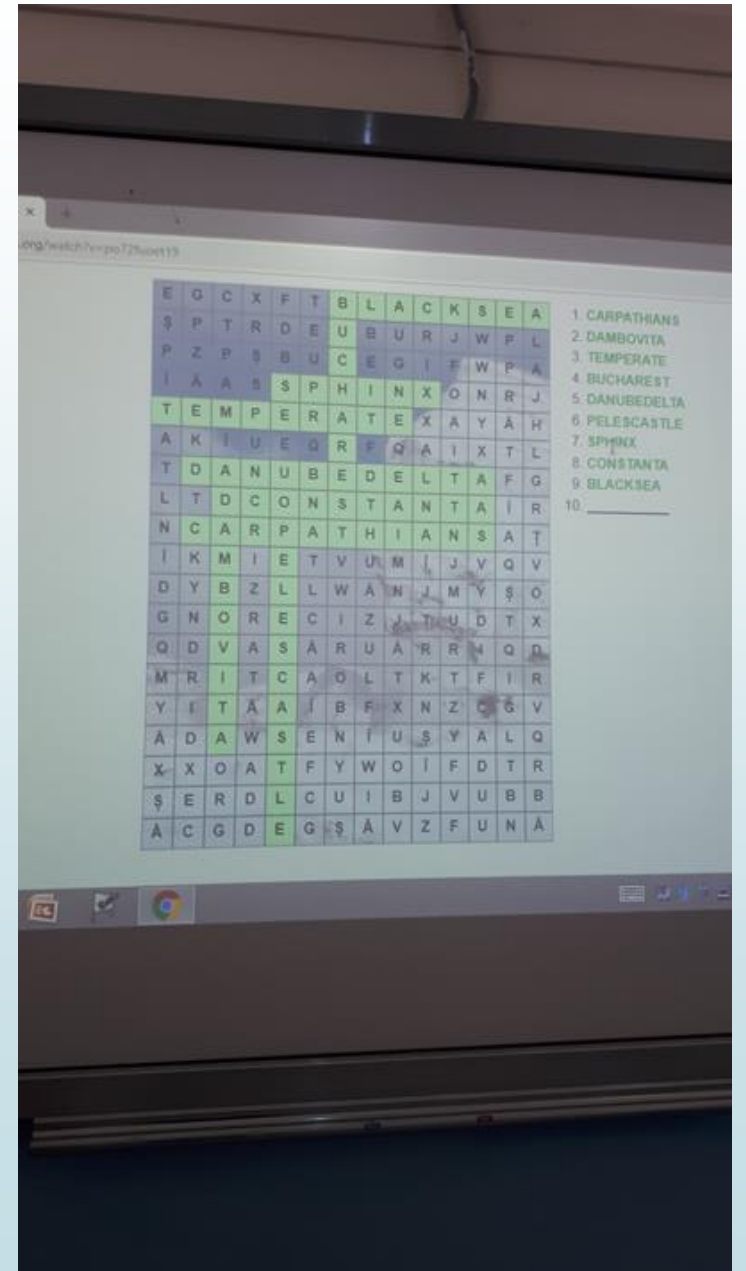 E G C X F T B L A C K S E A
Ş P T R D E U B U R J W P L
P Z P Ş B U C E G I F W P A
I Ă A S S P H I N X O N R J
T E M P E R A T E X A Y Ă H
A K Î U E Q R F Q A I X T L
T D A N U B E D E L T A F G
L T D C O N S T A N T A Î R
N C A R P A T H I A N S A Ț
Î K M I E T V U M Î J V Q V
D Y B Z L L W Ă N J M Y Ş O
G N O R E C I Z J T U D T X
Q D V A S Ă R U Ă R R N Q D
M R I T C A O L T K T F I R
Y I T Ă A Î B F X N Z C G V
Ă D A W S E N Î U Ş Y A L Q
X X O A T F Y W O Î F D T R
Ş E R D L C U I B J V U B B
Ă C G D E G Ş Ă V Z F U N Ă
1. CARPATHIANS
2. DAMBOVITA
3. TEMPERATE
4. BUCHAREST
5. DANUBEDELTA
6. PELESCASTLE
7. SPHINX
8. CONSTANTA
9. BLACKSEA
10.